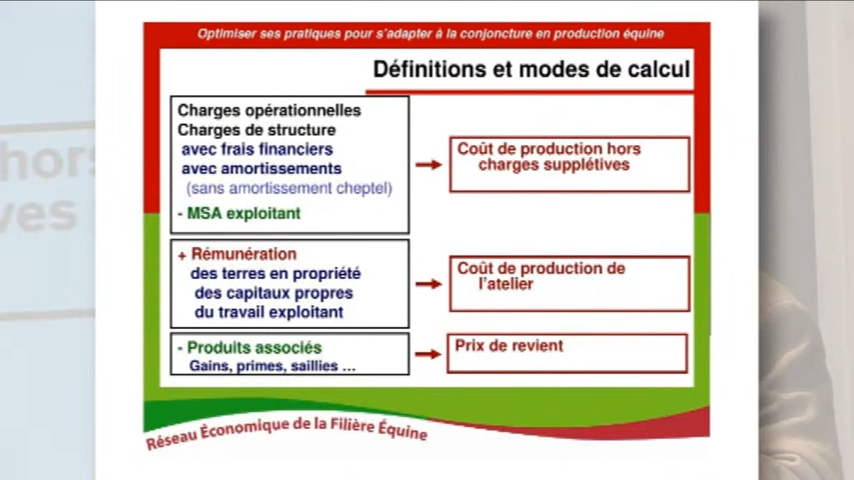 Optimiser ses pratiques pour s'adapter à la conjoncture en production équine
Définitions et modes de calcul
Charges opérationnelles
Charges de structure
avec frais financiers
avec amortissements
(sans amortissement cheptel)
- MSA exploitant
Coût de production hors
charges supplétives
+ Rémunération
des terres en propriété
des capitaux propres
du travail exploitant
Coût de production de
l'atelier
- Produits associés
Gains, primes, saillies ...
Prix de revient
Réseau Économique de la Filière Équine
hors
ves